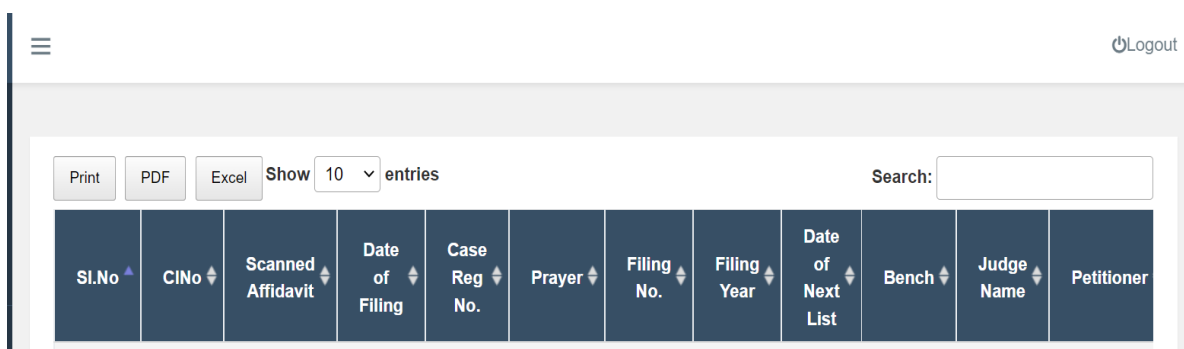 Logout
Print PDF Excel Show 10 entries Search:
Sl.No CINo Scanned Affidavit Date of Filing Case Reg No. Prayer Filing No. Filing Year Date of Next List Bench Judge Name Petitioner